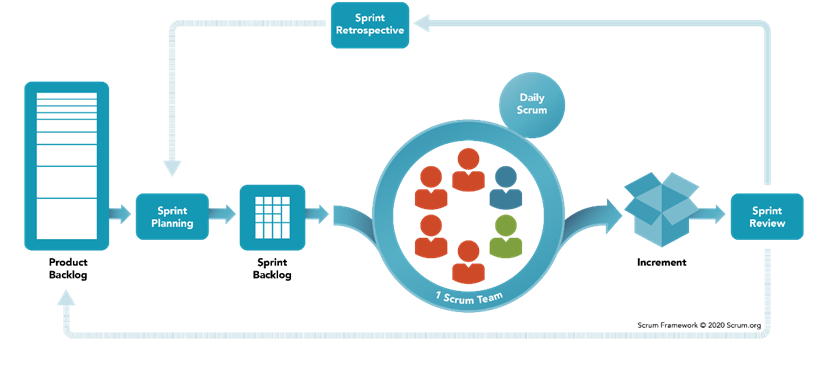 Sprint
Retrospective
Daily
Scrum
Sprint
Planning
Sprint
Review
Product
Backlog
Sprint
Backlog
1 Scrum Team
Increment
Scrum Framework © 2020 Scrum.org